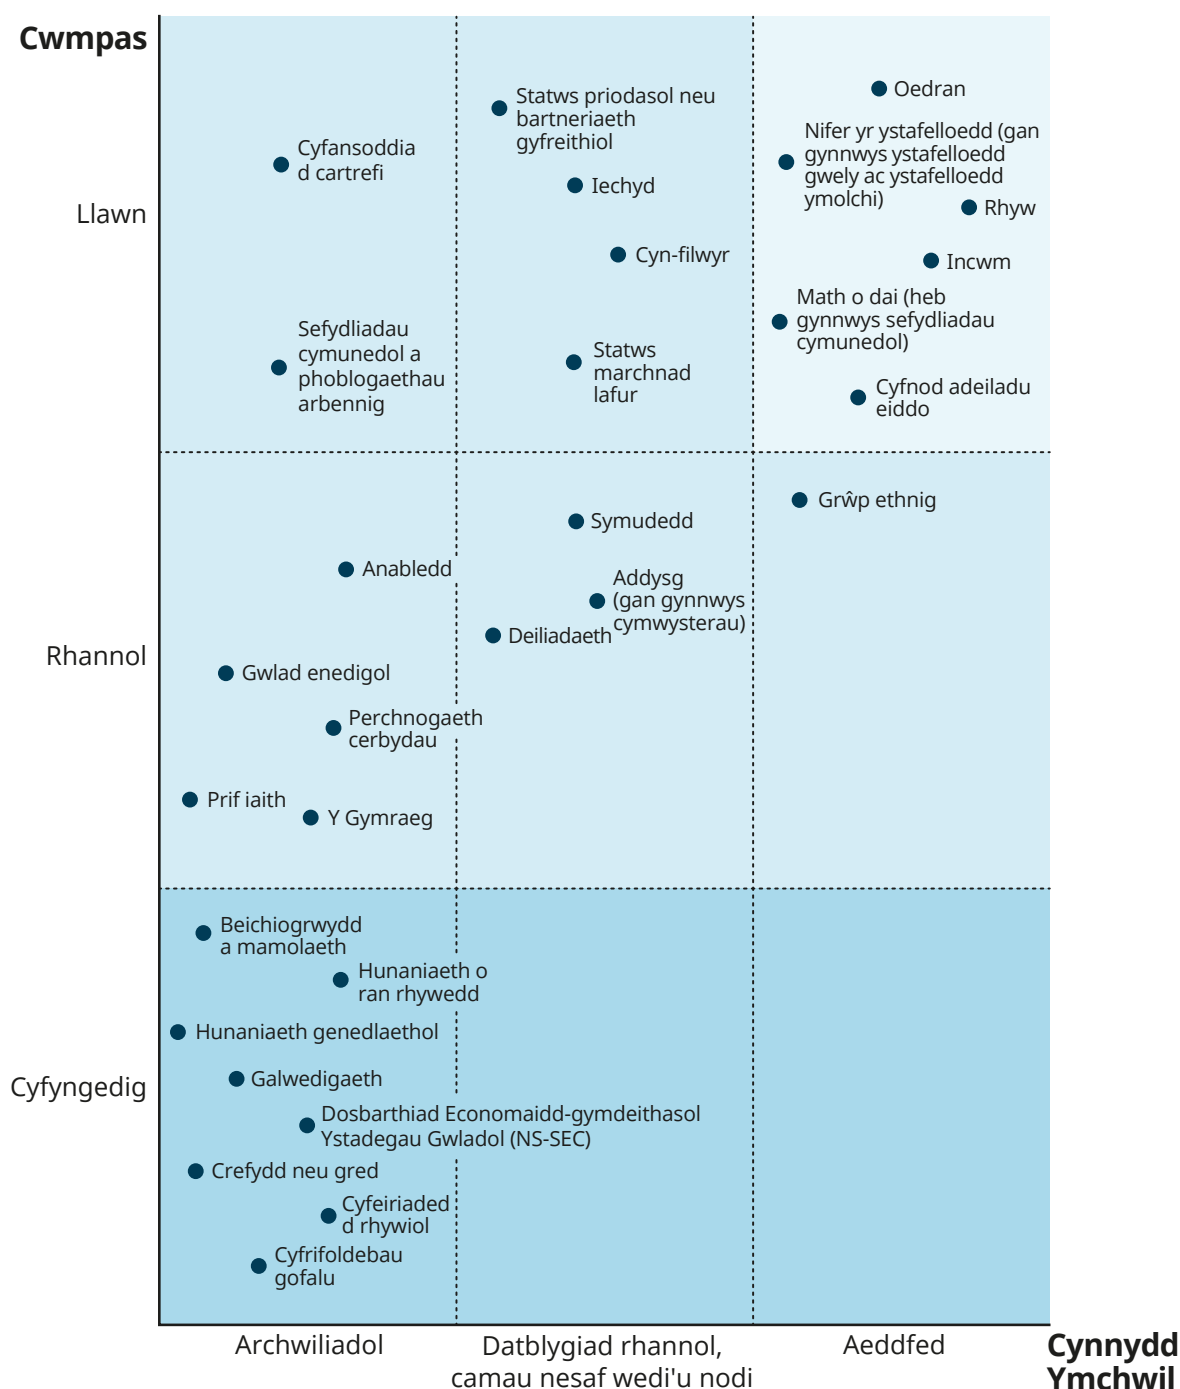 Cwmpas
Llawn
Cyfansoddia
d cartrefi
Sefydliadau
cymunedol a
phoblogaethau
arbennig
Statws priodasol neu
bartneriaeth
gyfreithiol
Iechyd
Cyn-filwyr
Statws
marchnad
lafur
Oedran
Nifer yr ystafelloedd (gan
gynnwys ystafelloedd
gwely ac ystafelloedd
ymolchi)
Rhyw
Incwm
Math o dai (heb
gynnwys sefydliadau
cymunedol)
Cyfnod adeiladu
eiddo
Rhannol
Anabledd
Gwlad enedigol
Perchnogaeth
cerbydau
Prif iaith
Y Gymraeg
Symudedd
Addysg
(gan gynnwys
cymwysterau)
Deiliadaeth
Grŵp ethnig
Cyfyngedig
Beichiogrwydd
a mamolaeth
Hunaniaeth o
ran rhywedd
Hunaniaeth genedlaethol
Galwedigaeth
Dosbarthiad Economaidd-gymdeithasol
Ystadegau Gwladol (NS-SEC)
Crefydd neu gred
Cyfeiriaded
d rhywiol
Cyfrifoldebau
gofalu
Archwiliadol
Datblygiad rhannol,
camau nesaf wedi'u nodi
Aeddfed
Cynnydd
Ymchwil